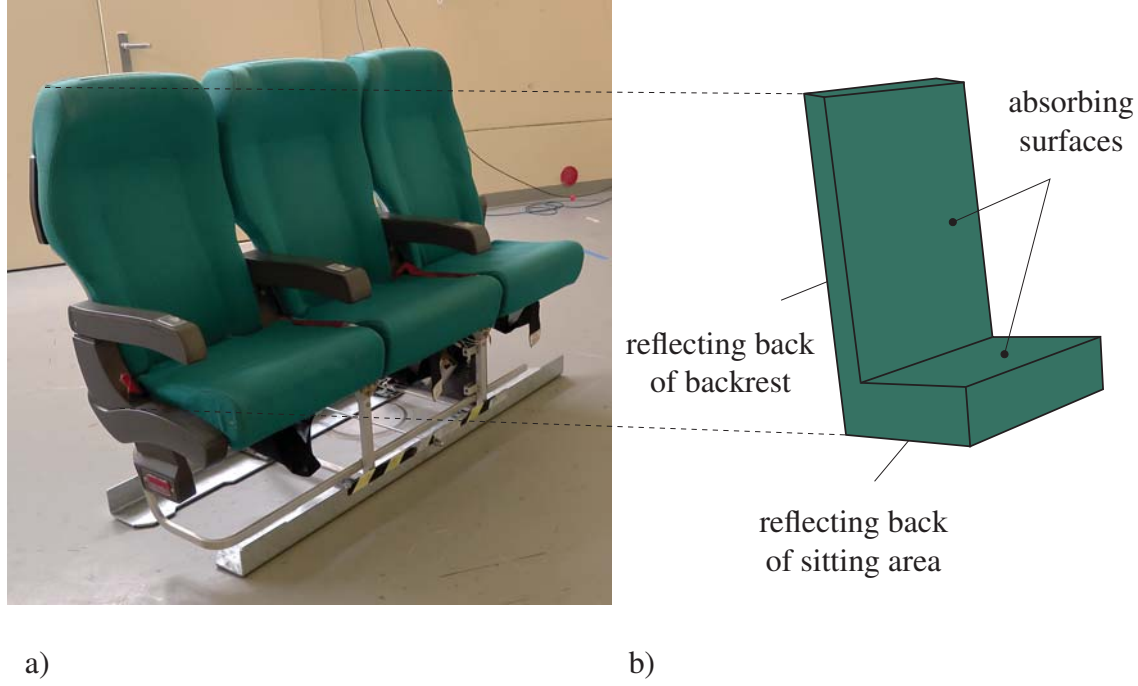 absorbing
surfaces
reflecting back
of backrest
reflecting back
of sitting area
a)
b)